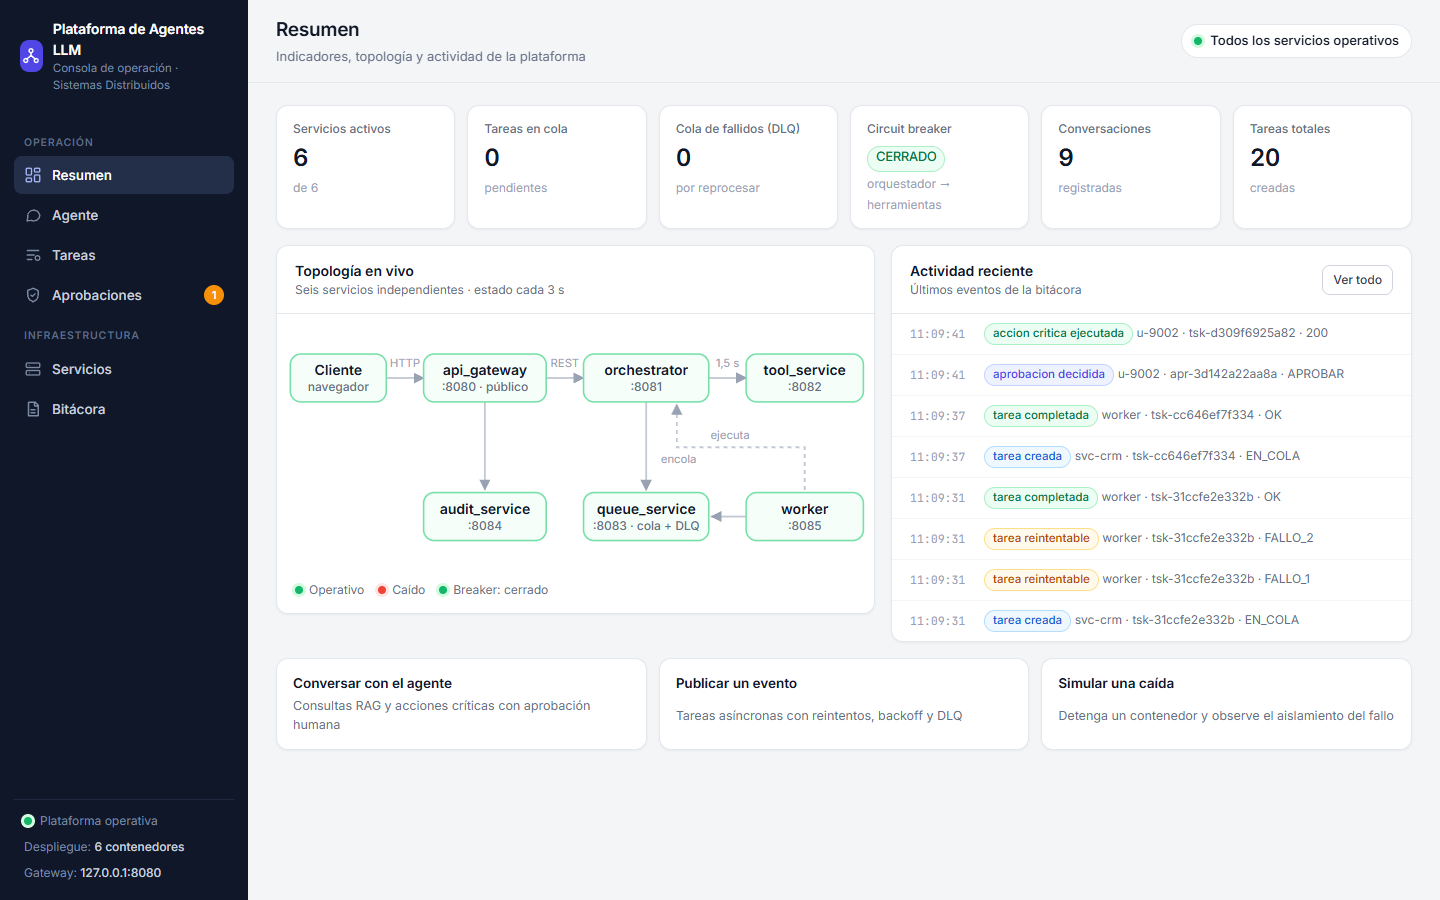 Plataforma de Agentes
LLM
Consola de operación ·
Sistemas Distribuidos
OPERACIÓN
Resumen
Agente
Tareas
Aprobaciones 1
INFRAESTRUCTURA
Servicios
Bitácora
Plataforma operativa
Despliegue: 6 contenedores
Gateway: 127.0.0.1:8080
Resumen
Indicadores, topología y actividad de la plataforma
Todos los servicios operativos
Servicios activos
6
de 6
Tareas en cola
0
pendientes
Cola de fallidos (DLQ)
0
por reprocesar
Circuit breaker
CERRADO
orquestador →
herramientas
Conversaciones
9
registradas
Tareas totales
20
creadas
Topología en vivo
Seis servicios independientes · estado cada 3 s
Cliente
navegador
HTTP
api_gateway
:8080 · público
REST
orchestrator
:8081
1,5 s
tool_service
:8082
ejecuta
encola
audit_service
:8084
queue_service
:8083 · cola + DLQ
worker
:8085
Operativo
Caído
Breaker: cerrado
Actividad reciente
Últimos eventos de la bitácora
Ver todo
11:09:41 accion critica ejecutada u-9002 · tsk-d309f6925a82 · 200
11:09:41 aprobacion decidida u-9002 · apr-3d142a22aa8a · APROBAR
11:09:37 tarea completada worker · tsk-cc646ef7f334 · OK
11:09:37 tarea creada svc-crm · tsk-cc646ef7f334 · EN_COLA
11:09:31 tarea completada worker · tsk-31ccfe2e332b · OK
11:09:31 tarea reintentable worker · tsk-31ccfe2e332b · FALLO_2
11:09:31 tarea reintentable worker · tsk-31ccfe2e332b · FALLO_1
11:09:31 tarea creada svc-crm · tsk-31ccfe2e332b · EN_COLA
Conversar con el agente
Consultas RAG y acciones críticas con aprobación
humana
Publicar un evento
Tareas asíncronas con reintentos, backoff y DLQ
Simular una caída
Detenga un contenedor y observe el aislamiento del fallo